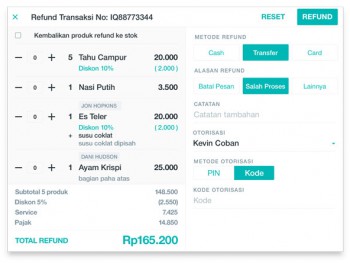 × Refund Transaksi No: IQ88773344 RESET REFUND
Kembalikan produk refund ke stok
— 0 + 5 Tahu Campur 20.000
Diskon 10% ( 2.000 )
— 0 + 1 Nasi Putih 3.500
JON HOPKINS
— 0 + 1 Es Teler 20.000
Diskon 10% ( 2.000 )
+ susu coklat
susu coklat dipisah
DANI HUDSON
— 0 + 1 Ayam Krispi 25.000
bagian paha atas
Subtotal 5 produk 148.500
Diskon 5% (2.550)
Service 7.425
Pajak 14.850
TOTAL REFUND Rp165.200
METODE REFUND
Cash Transfer Card
ALASAN REFUND
Batal Pesan Salah Proses Lainnya
CATATAN
Catatan tambahan
OTORISASI
Kevin Coban
METODE OTORISASI
PIN Kode
KODE OTORISASI
Kode